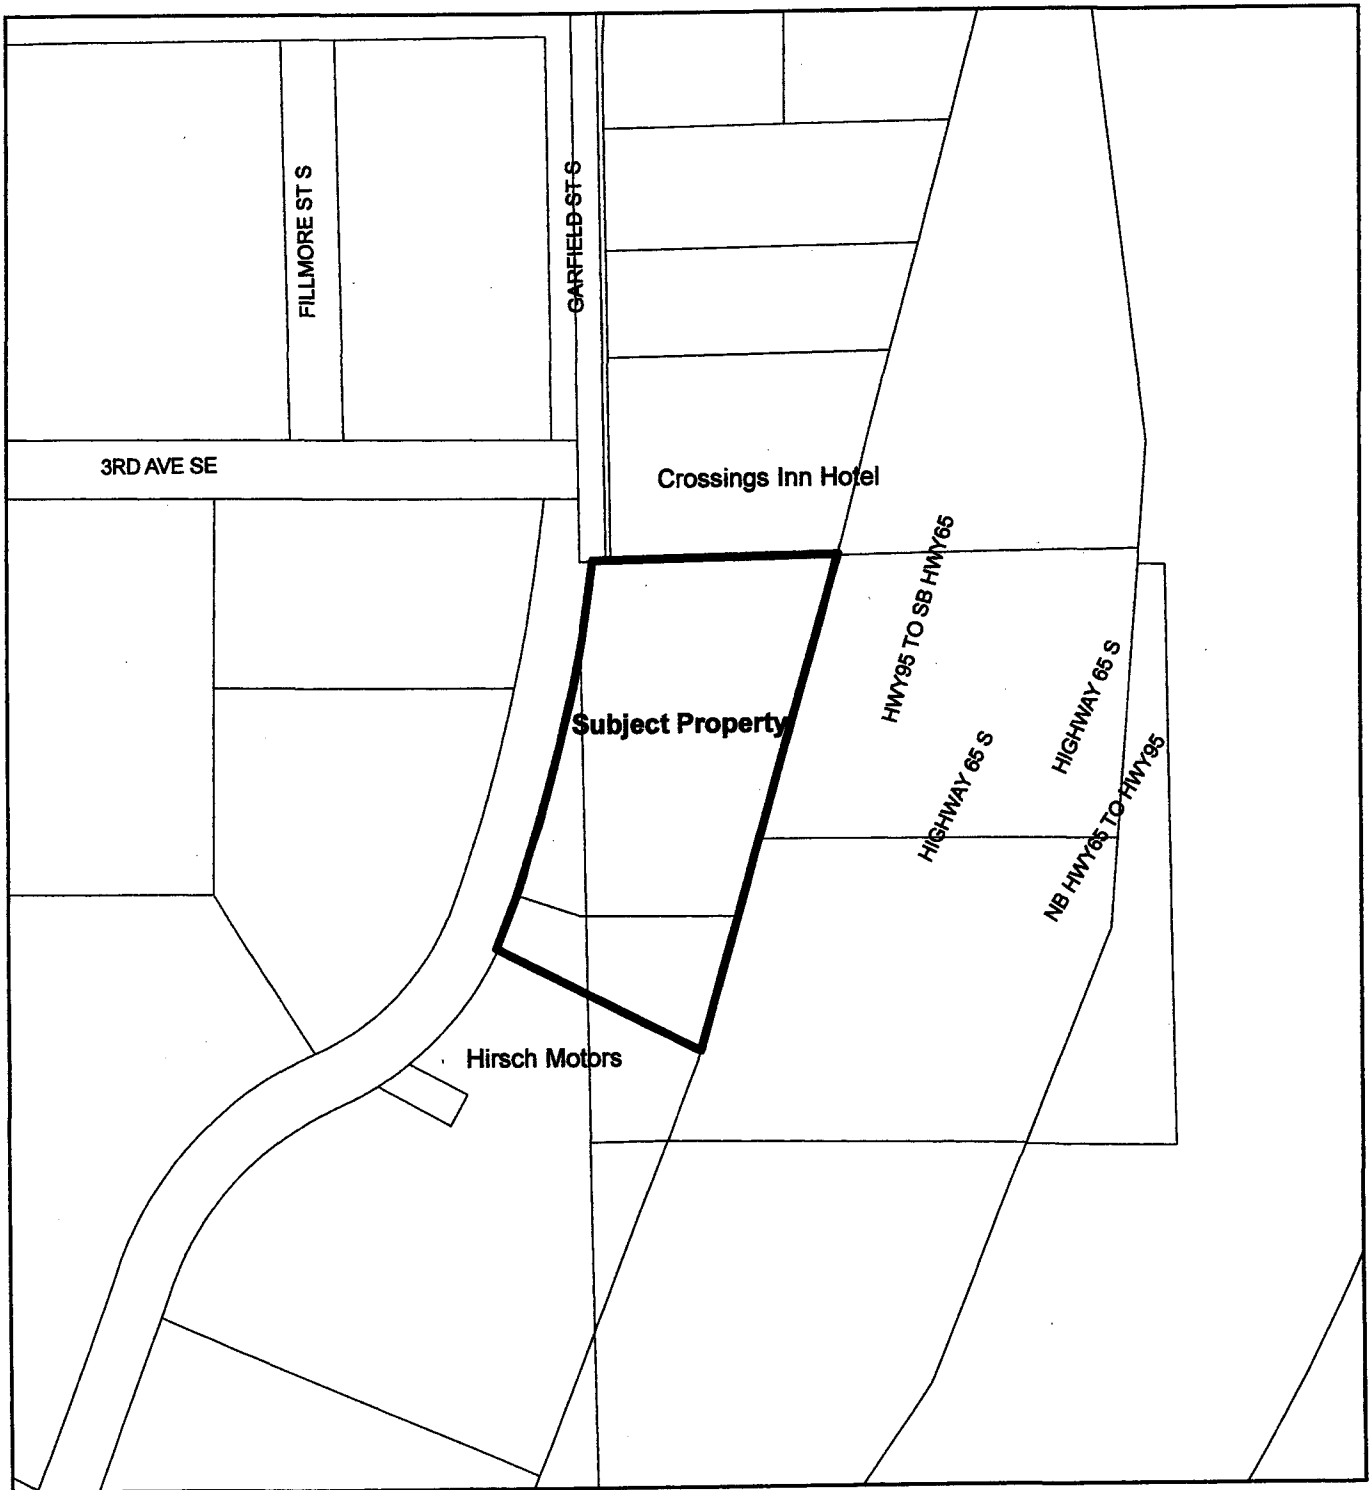 FILLMORE ST S
GARFIELD ST S
3RD AVE SE
Crossings Inn Hotel
HWY95 TO SB HWY65
HIGHWAY 65 S
Subject Property
HIGHWAY 65 S
NB HWY65 TO HWY95
Hirsch Motors